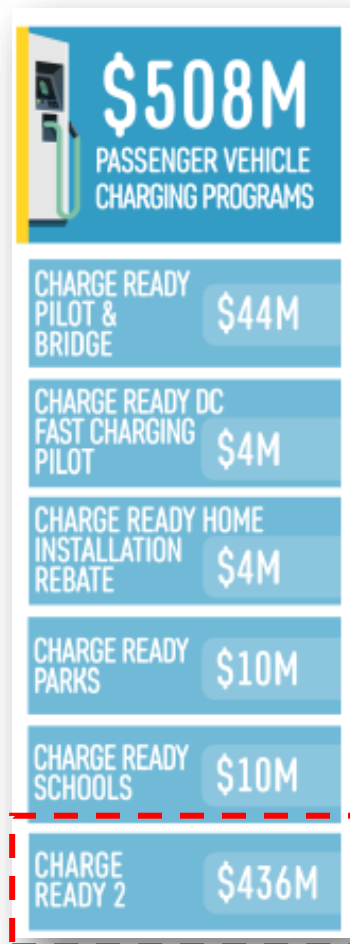 $508M
PASSENGER VEHICLE
CHARGING PROGRAMS
CHARGE READY
PILOT &
BRIDGE
$44M
CHARGE READY DC
FAST CHARGING
PILOT
$4M
CHARGE READY HOME
INSTALLATION
REBATE
$4M
CHARGE READY
PARKS
$10M
CHARGE READY
SCHOOLS
$10M
CHARGE
READY 2
$436M